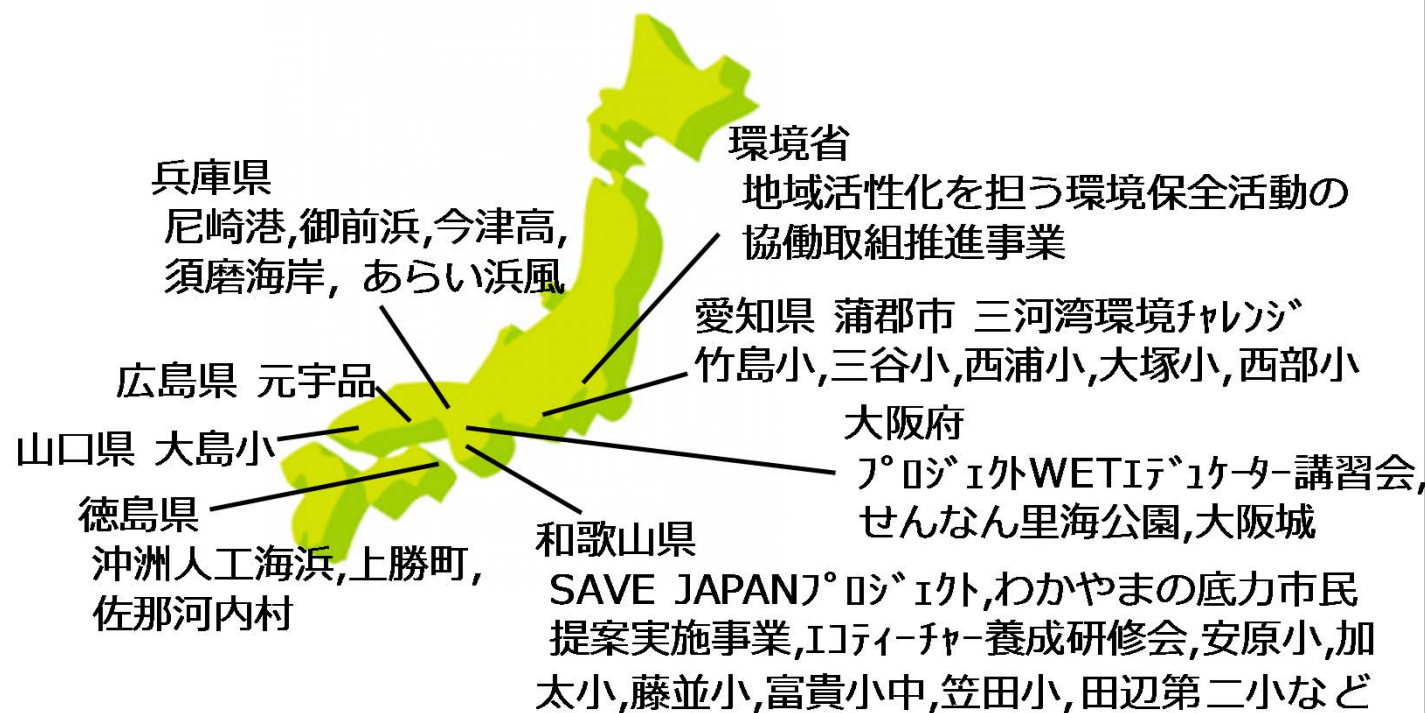 兵庫県
尼崎港,御前浜,今津高,
須磨海岸, あらい浜風
広島県 元宇品
山口県 大島小
徳島県
沖洲人工海浜,上勝町,
佐那河内村
環境省
地域活性化を担う環境保全活動の
協働取組推進事業
愛知県 蒲郡市 三河湾環境ﾁｬﾚﾝｼﾞ
竹島小,三谷小,西浦小,大塚小,西部小
大阪府
ﾌﾟﾛｼﾞｪｸﾄWETｴﾃﾞｭｹｰﾀｰ講習会,
せんなん里海公園,大阪城
和歌山県
SAVE JAPANﾌﾟﾛｼﾞｪｸﾄ,わかやまの底力市民
提案実施事業,ｴｺﾃｨｰﾁｬｰ養成研修会,安原小,加
太小,藤並小,富貴小中,笠田小,田辺第二小など